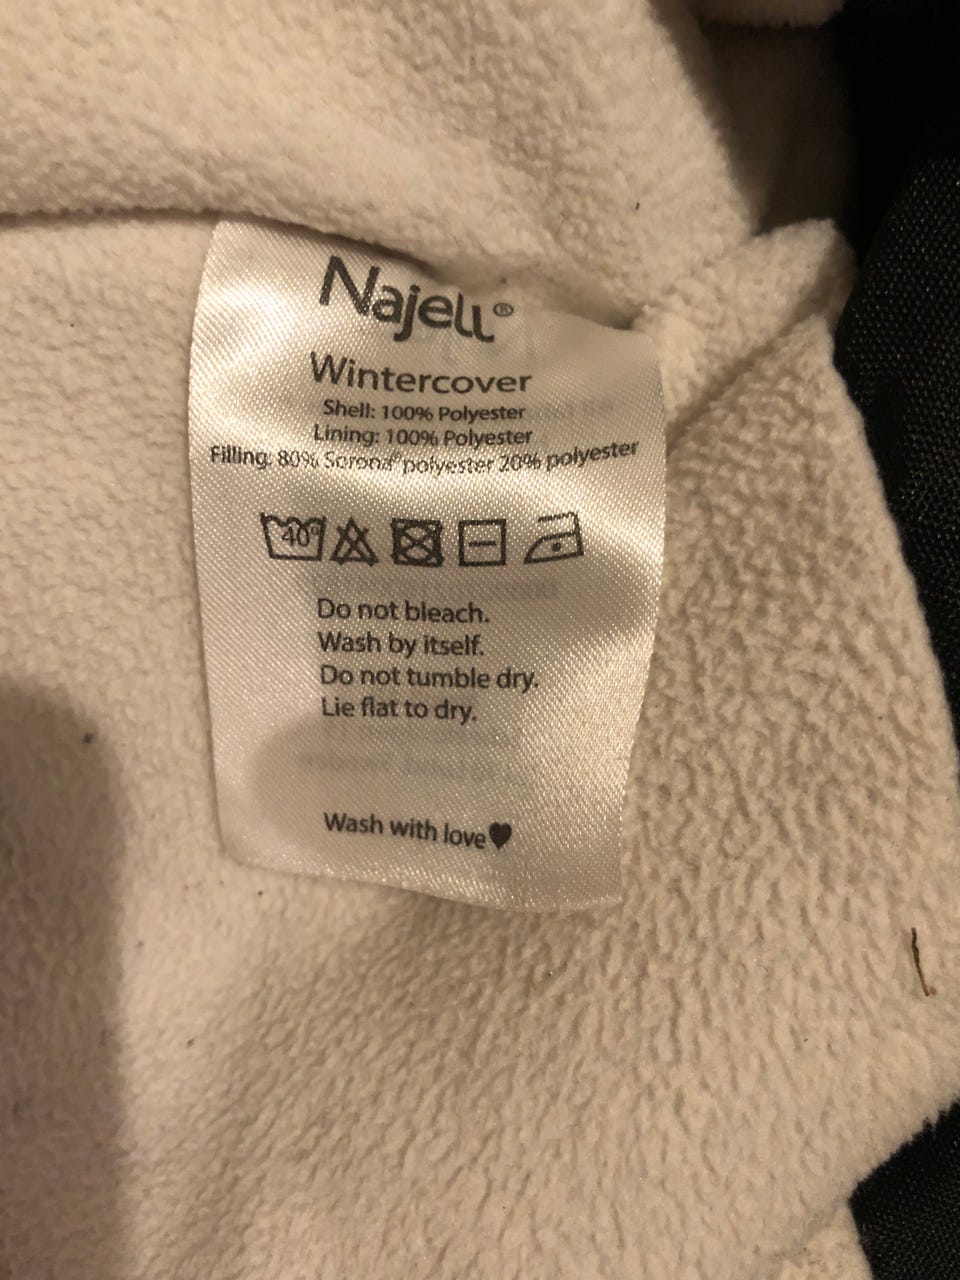 Najell®
Wintercover
Shell: 100% Polyester
Lining: 100% Polyester
Filling: 80% Sorona® polyester 20% polyester
40°
Do not bleach.
Wash by itself.
Do not tumble dry.
Lie flat to dry.
Wash with love♥